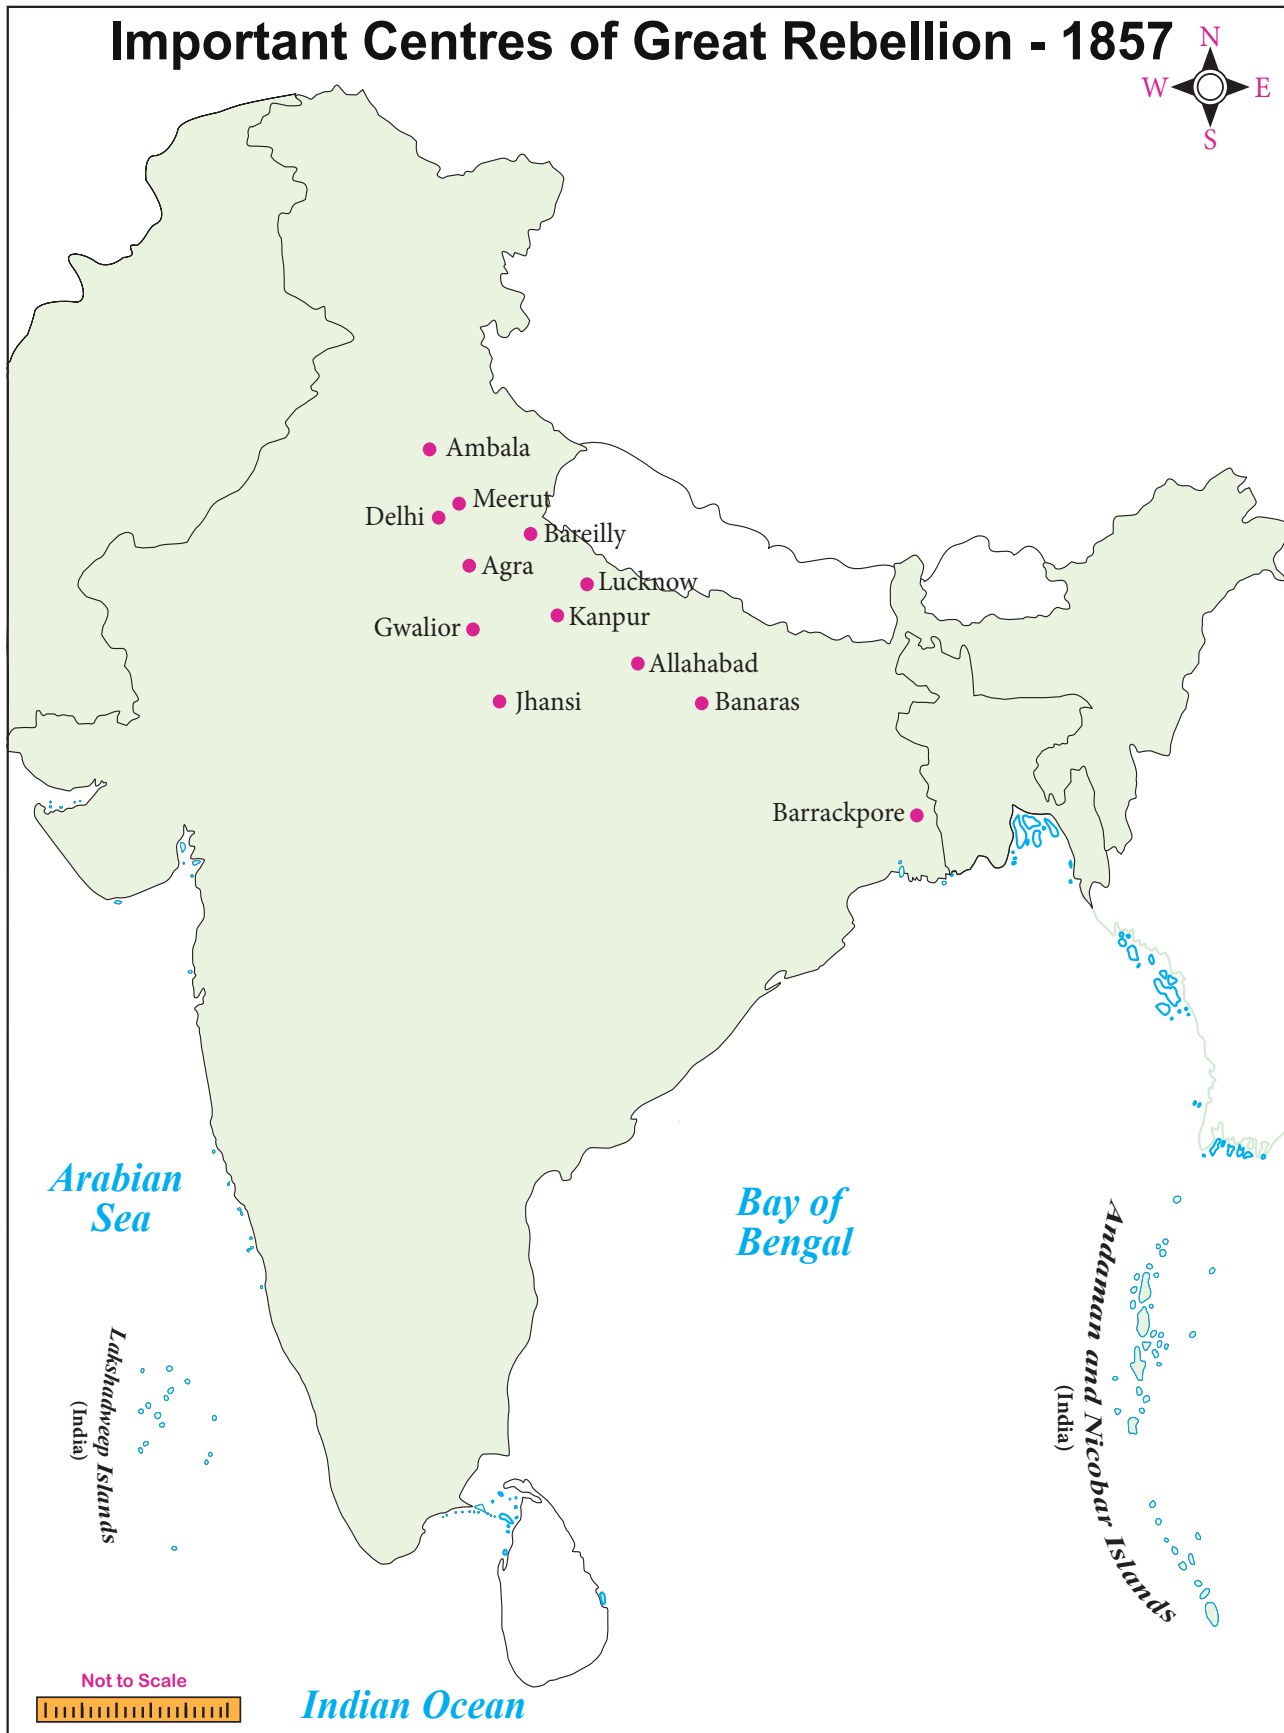 Important Centres of Great Rebellion - 1857
N
W
E
S
Ambala
Meerut
Delhi
Bareilly
Agra
Lucknow
Kanpur
Gwalior
Allahabad
Jhansi
Banaras
Barrackpore
Arabian
Sea
Bay of
Bengal
Andaman and Nicobar Islands
(India)
Lakshadweep Islands
(India)
Not to Scale
Indian Ocean